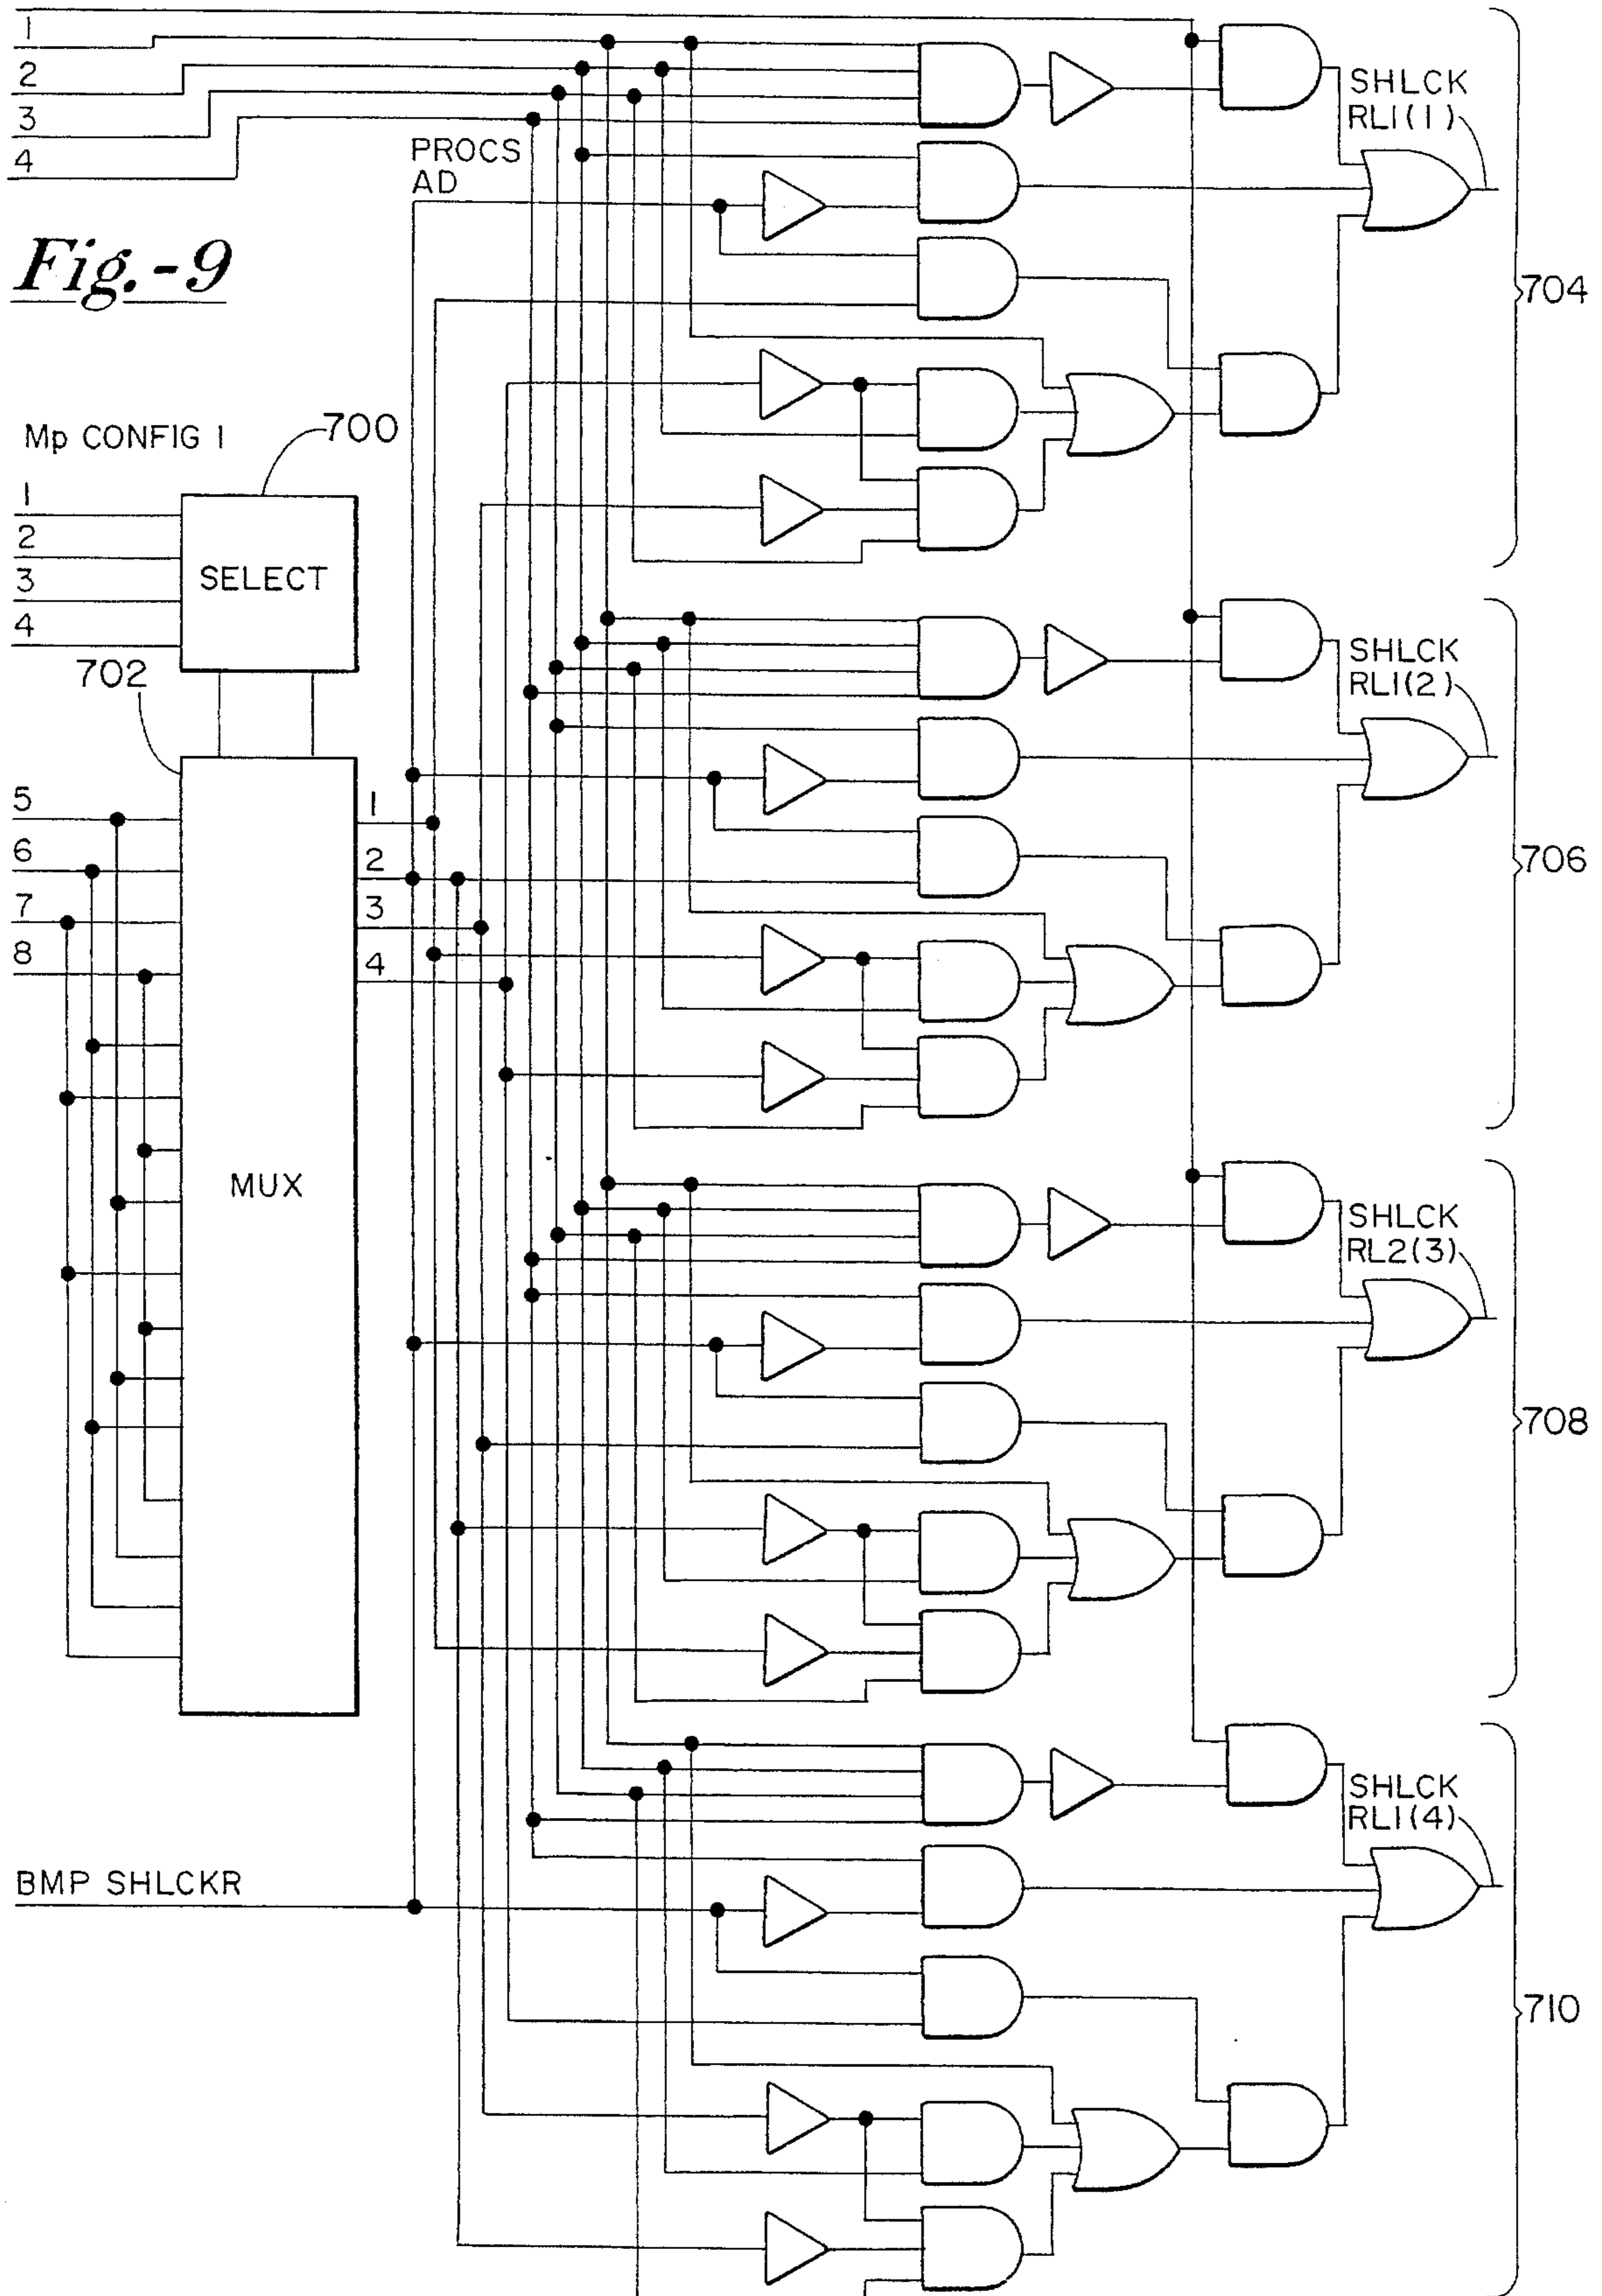 1
2
3
4
PROCS
AD
SHLCK
RL1(1)
704
Fig.-9
Mp CONFIG 1
700
1
2
3
4
SELECT
702
SHLCK
RL1(2)
706
5
6
7
8
1
2
3
4
MUX
SHLCK
RL2(3)
708
BMP SHLCKR
SHLCK
RL1(4)
710